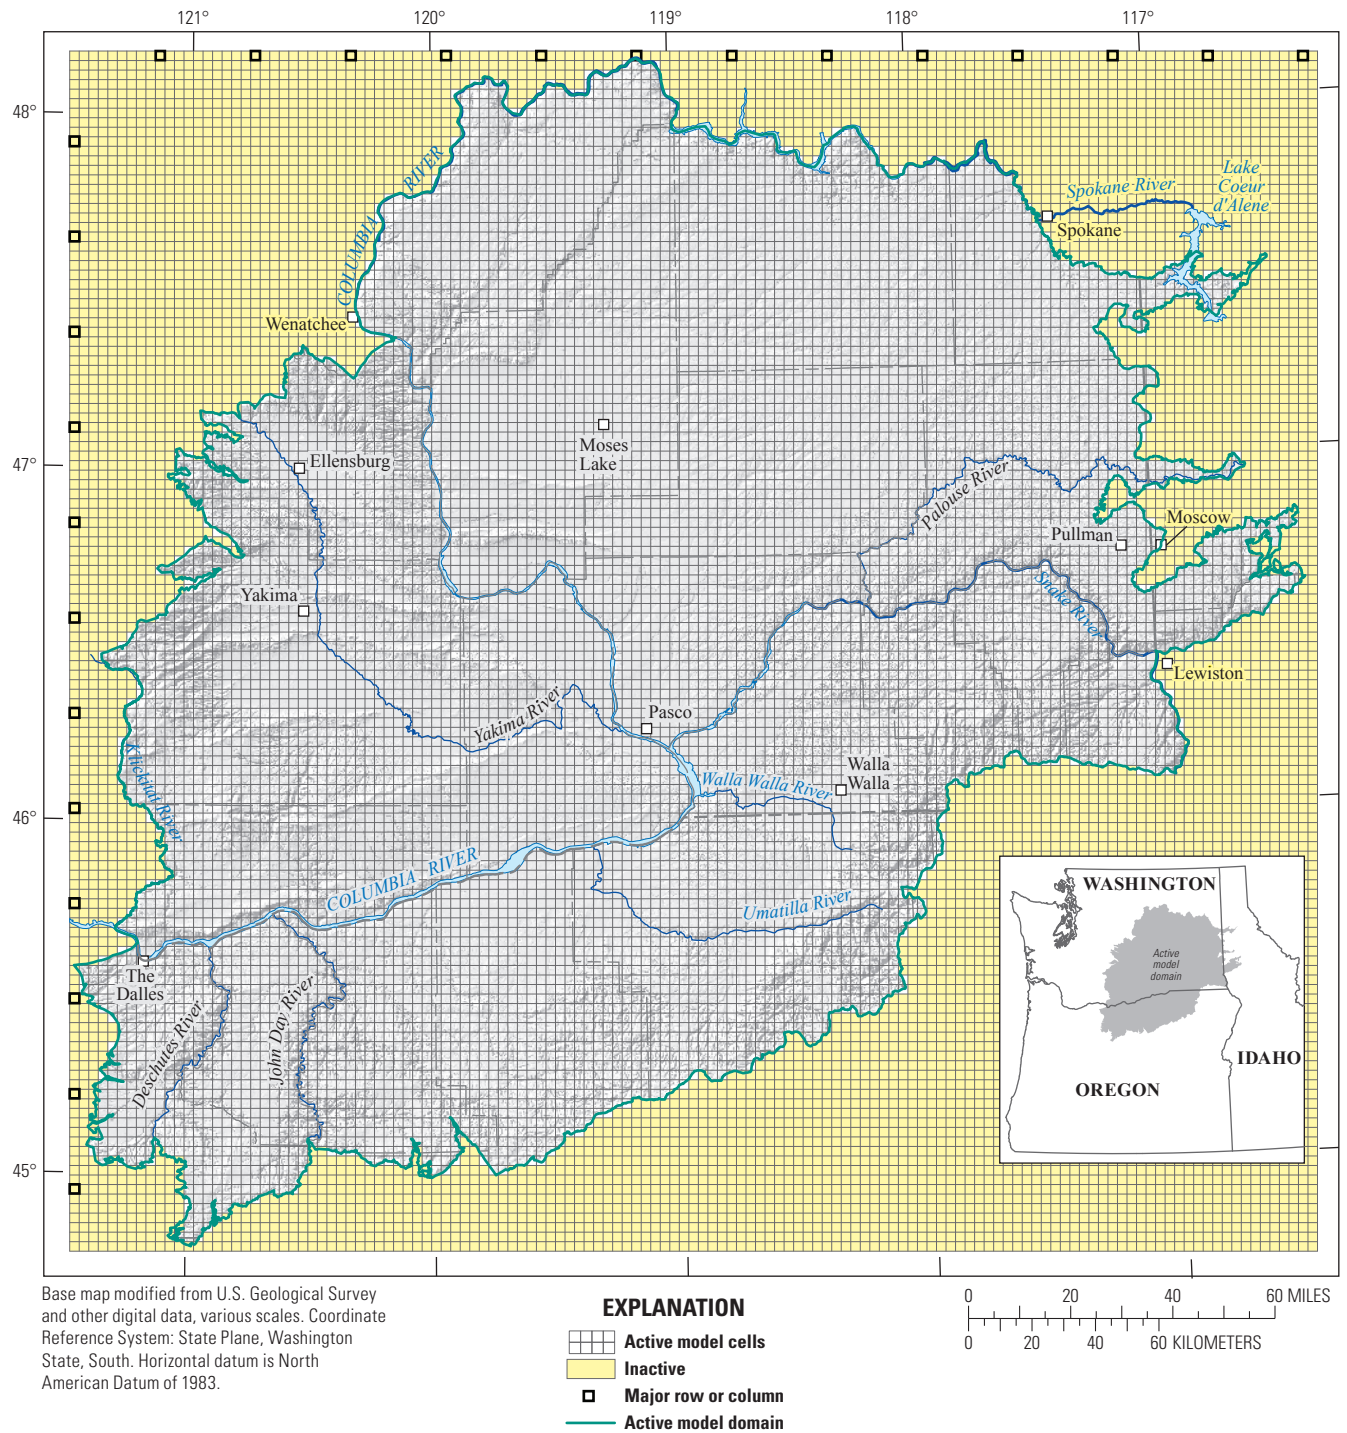 121°
120°
119°
118°
117°
48°
47°
46°
45°
COLUMBIA RIVER
Spokane River
Lake
Coeur
d'Alene
Spokane
Wenatchee
Moses
Lake
Ellensburg
Palouse River
Pullman
Moscow
Yakima
Snake River
Lewiston
Yakima River
Pasco
Klickitat River
Walla Walla River
Walla
Walla
COLUMBIA RIVER
Umatilla River
The
Dalles
Deschutes River
John Day River
WASHINGTON
Active
model
domain
IDAHO
OREGON
Base map modified from U.S. Geological Survey
and other digital data, various scales. Coordinate
Reference System: State Plane, Washington
State, South. Horizontal datum is North
American Datum of 1983.
EXPLANATION
Active model cells
Inactive
Major row or column
Active model domain
0 20 40 60 MILES
0 20 40 60 KILOMETERS